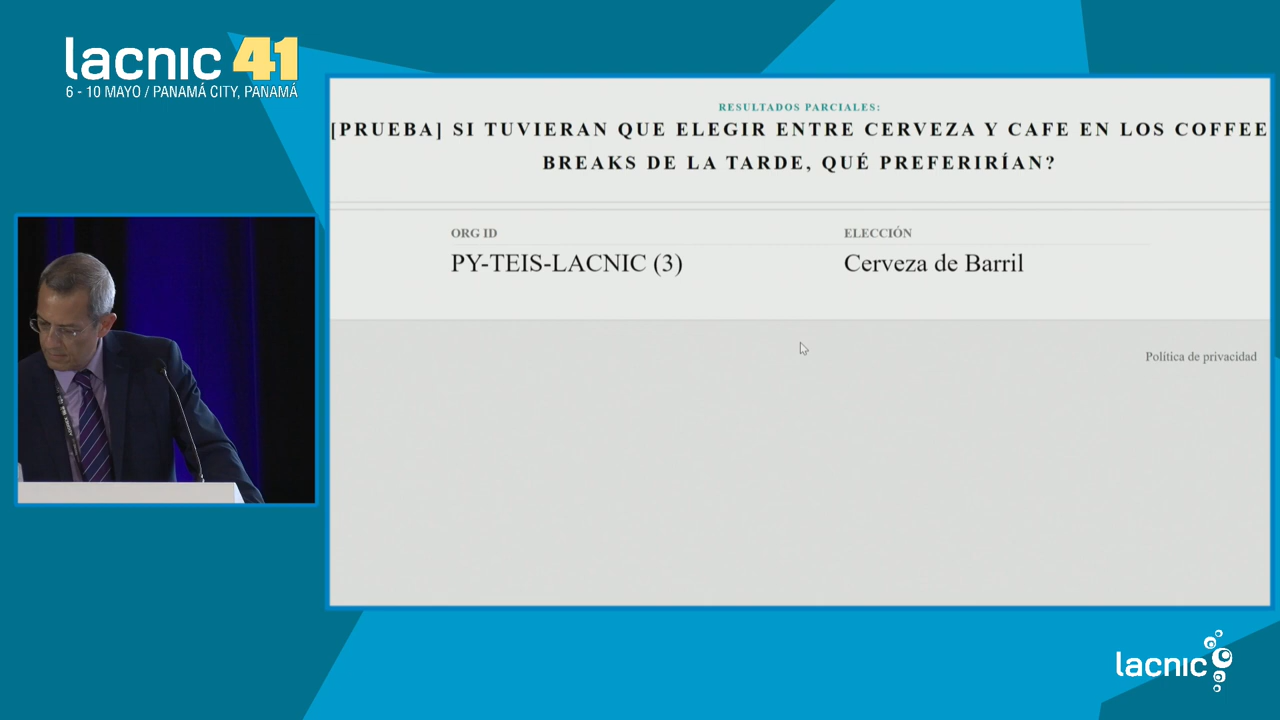 lacnic 41
6 - 10 MAYO / PANAMÁ CITY, PANAMÁ
RESULTADOS PARCIALES:
[PRUEBA] SI TUVIERAN QUE ELEGIR ENTRE CERVEZA Y CAFE EN LOS COFFEE
BREAKS DE LA TARDE, QUÉ PREFERIRÍAN?
ORG ID
ELECCIÓN
PY-TEIS-LACNIC (3)
Cerveza de Barril
Política de privacidad
lacnic